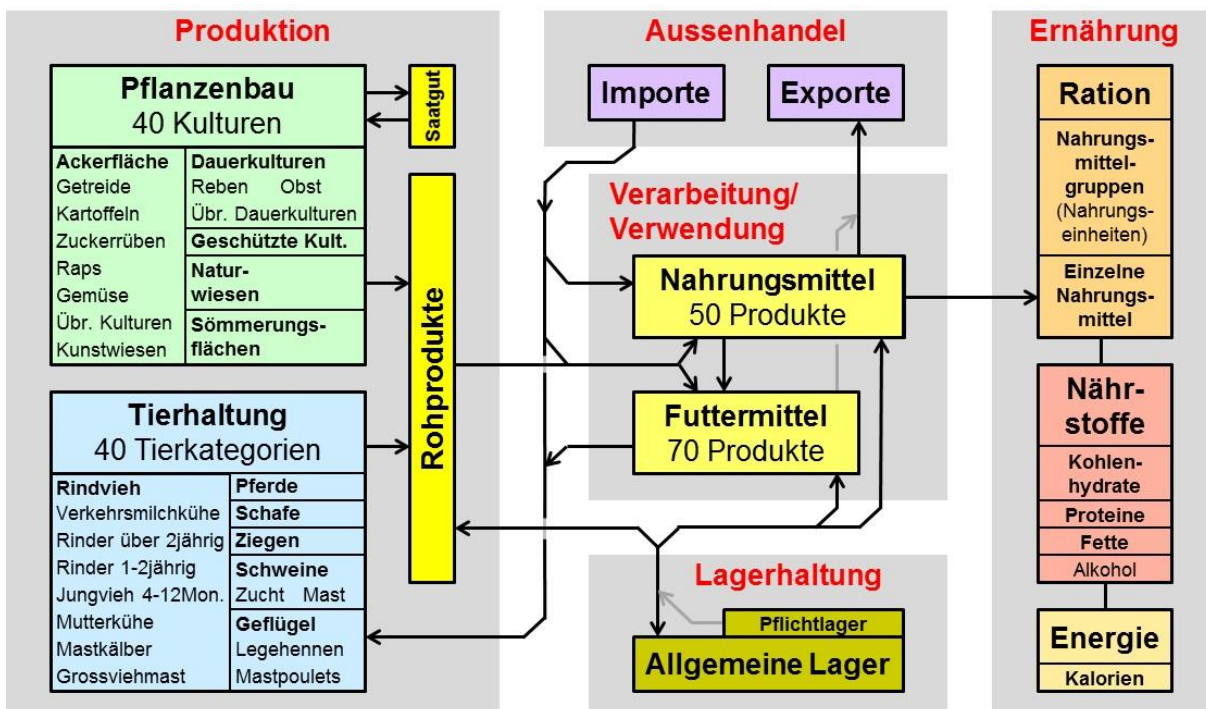 Produktion
Pflanzenbau
40 Kulturen
Saatgut
Ackerfläche
Getreide
Kartoffeln
Zuckerrüben
Raps
Gemüse
Übr. Kulturen
Kunstwiesen
Dauerkulturen
Reben Obst
Übr. Dauerkulturen
Geschützte Kult.
Natur-
wiesen
Sömmerungs-
flächen
Rohprodukte
Tierhaltung
40 Tierkategorien
Rindvieh
Verkehrsmilchkühe
Rinder über 2jährig
Rinder 1-2jährig
Jungvieh 4-12Mon.
Mutterkühe
Mastkälber
Grossviehmast
Pferde
Schafe
Ziegen
Schweine
Zucht Mast
Geflügel
Legehennen
Mastpoulets
Aussenhandel
Importe
Exporte
Verarbeitung/
Verwendung
Nahrungsmittel
50 Produkte
Futtermittel
70 Produkte
Lagerhaltung
Pflichtlager
Allgemeine Lager
Ernährung
Ration
Nahrungs-
mittel-
gruppen
(Nahrungs-
einheiten)
Einzelne
Nahrungs-
mittel
Nähr-
stoffe
Kohlen-
hydrate
Proteine
Fette
Alkohol
Energie
Kalorien